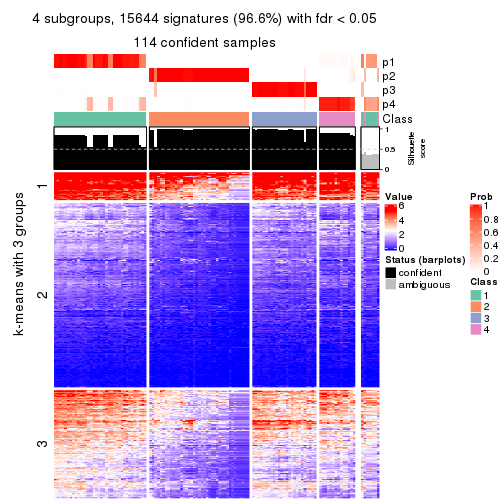 4 subgroups, 15644 signatures (96.6%) with fdr < 0.05
114 confident samples
p1
p2
p3
p4
Class
1
0.5
0
Silhouette
score
k-means with 3 groups
1
2
3
Value
6
4
2
0
Status (barplots)
confident
ambiguous
Prob
1
0.8
0.6
0.4
0.2
0
Class
1
2
3
4